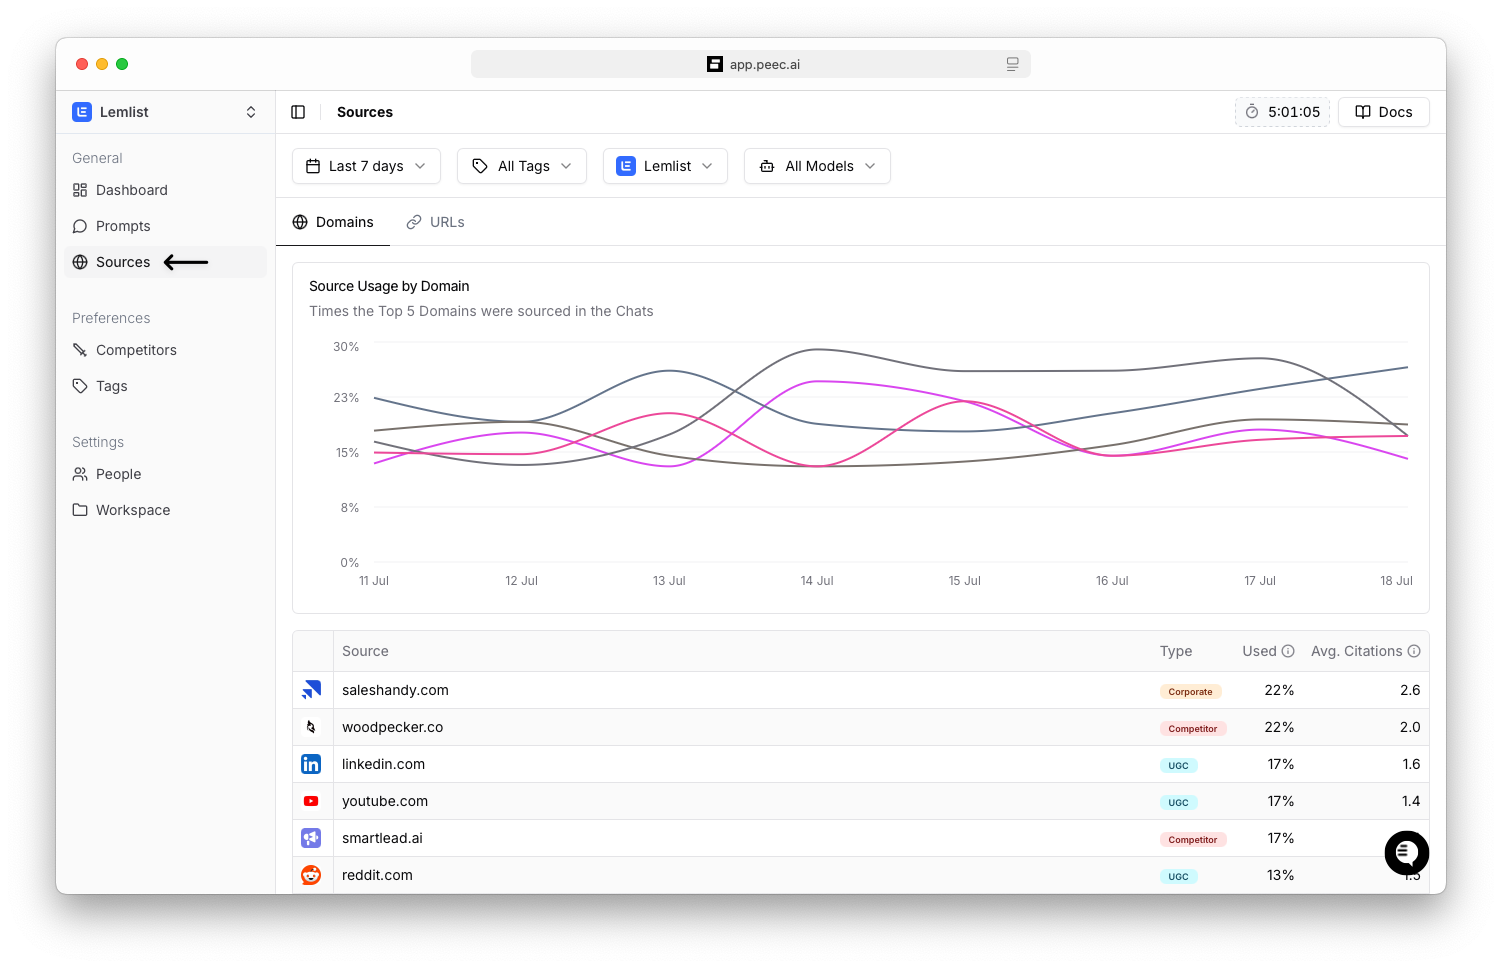 app.peec.ai
Lemlist
Sources
5:01:05
Docs
General
Dashboard
Prompts
Sources
Preferences
Competitors
Tags
Settings
People
Workspace
Last 7 days
All Tags
Lemlist
All Models
Domains
URLs
Source Usage by Domain
Times the Top 5 Domains were sourced in the Chats
30%
23%
15%
8%
0%
11 Jul 12 Jul 13 Jul 14 Jul 15 Jul 16 Jul 17 Jul 18 Jul
Source Type Used Avg. Citations
saleshandy.com Corporate 22% 2.6
woodpecker.co Competitor 22% 2.0
linkedin.com UGC 17% 1.6
youtube.com UGC 17% 1.4
smartlead.ai Competitor 17%
reddit.com UGC 13%